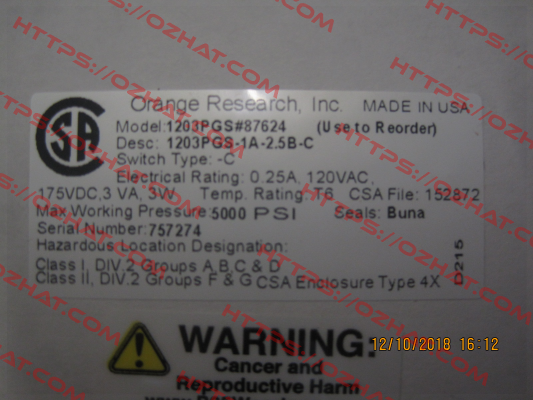 Orange Research, Inc. MADE IN USA
Model:1203PGS#87624 (Use to Reorder)
Desc: 1203PGS-1A-2.5B-C
Switch Type: -C
Electrical Rating: 0.25A, 120VAC,
175VDC,3 VA, 3W Temp. Rating:T6 CSA File: 152872
Max Working Pressure:5000 PSI Seals: Buna
Serial Number:757274
Hazardous Location Designation:
Class I, DIV.2 Groups A,B,C & D
Class II, DIV.2 Groups F & G CSA Enclosure Type 4X
D215
WARNING:
Cancer and
Reproductive Harm
12/10/2018 16:12
HTTPS://OZHAT.COM